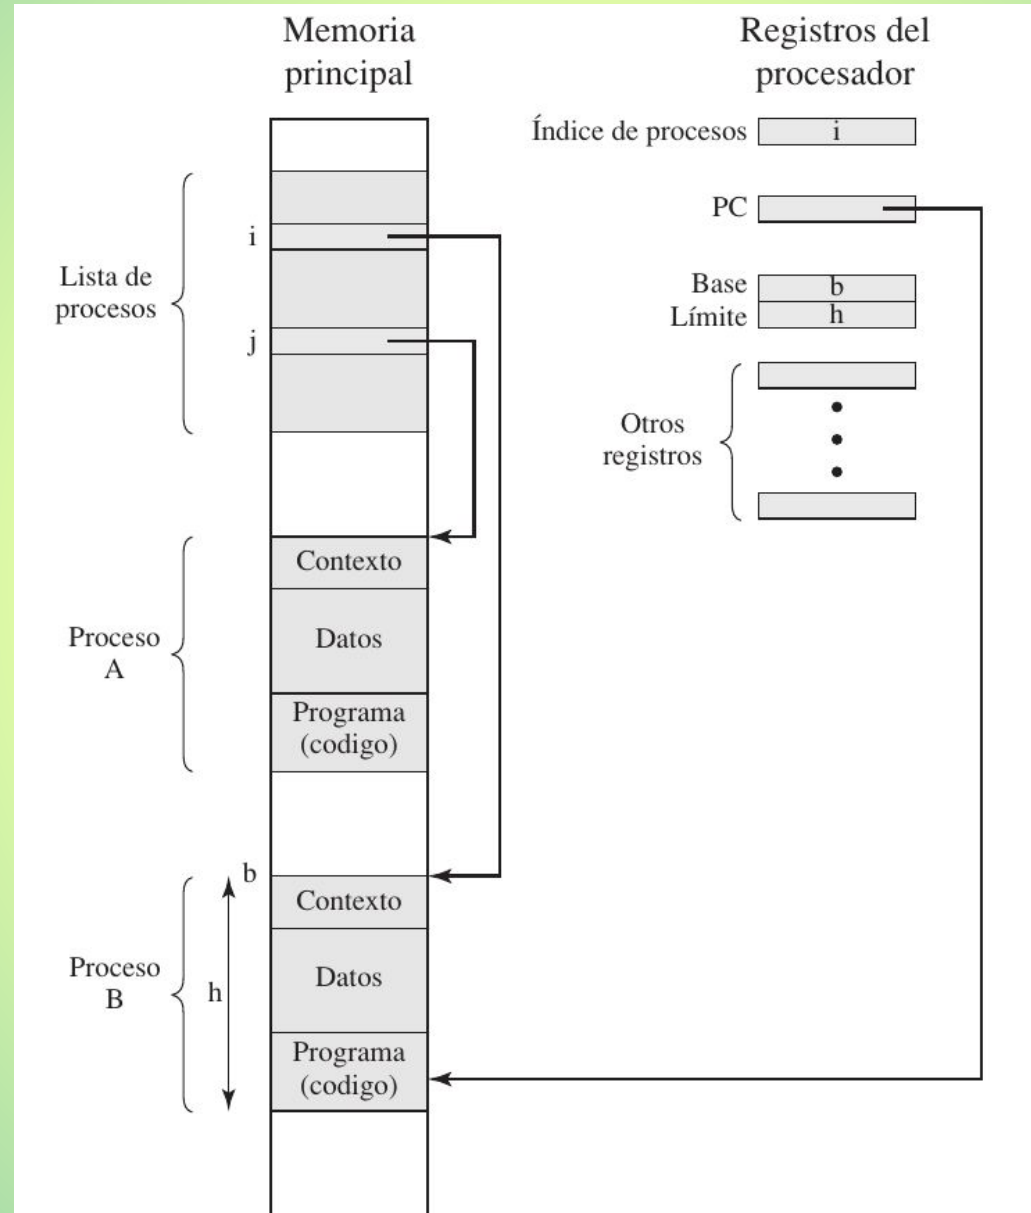 Memoria
principal
Registros del
procesador
Índice de procesos
i
PC
Base
b
Límite
h
Otros
registros
Lista de
procesos
i
j
Proceso
A
Contexto
Datos
Programa
(codigo)
Proceso
B
b
h
Contexto
Datos
Programa
(codigo)